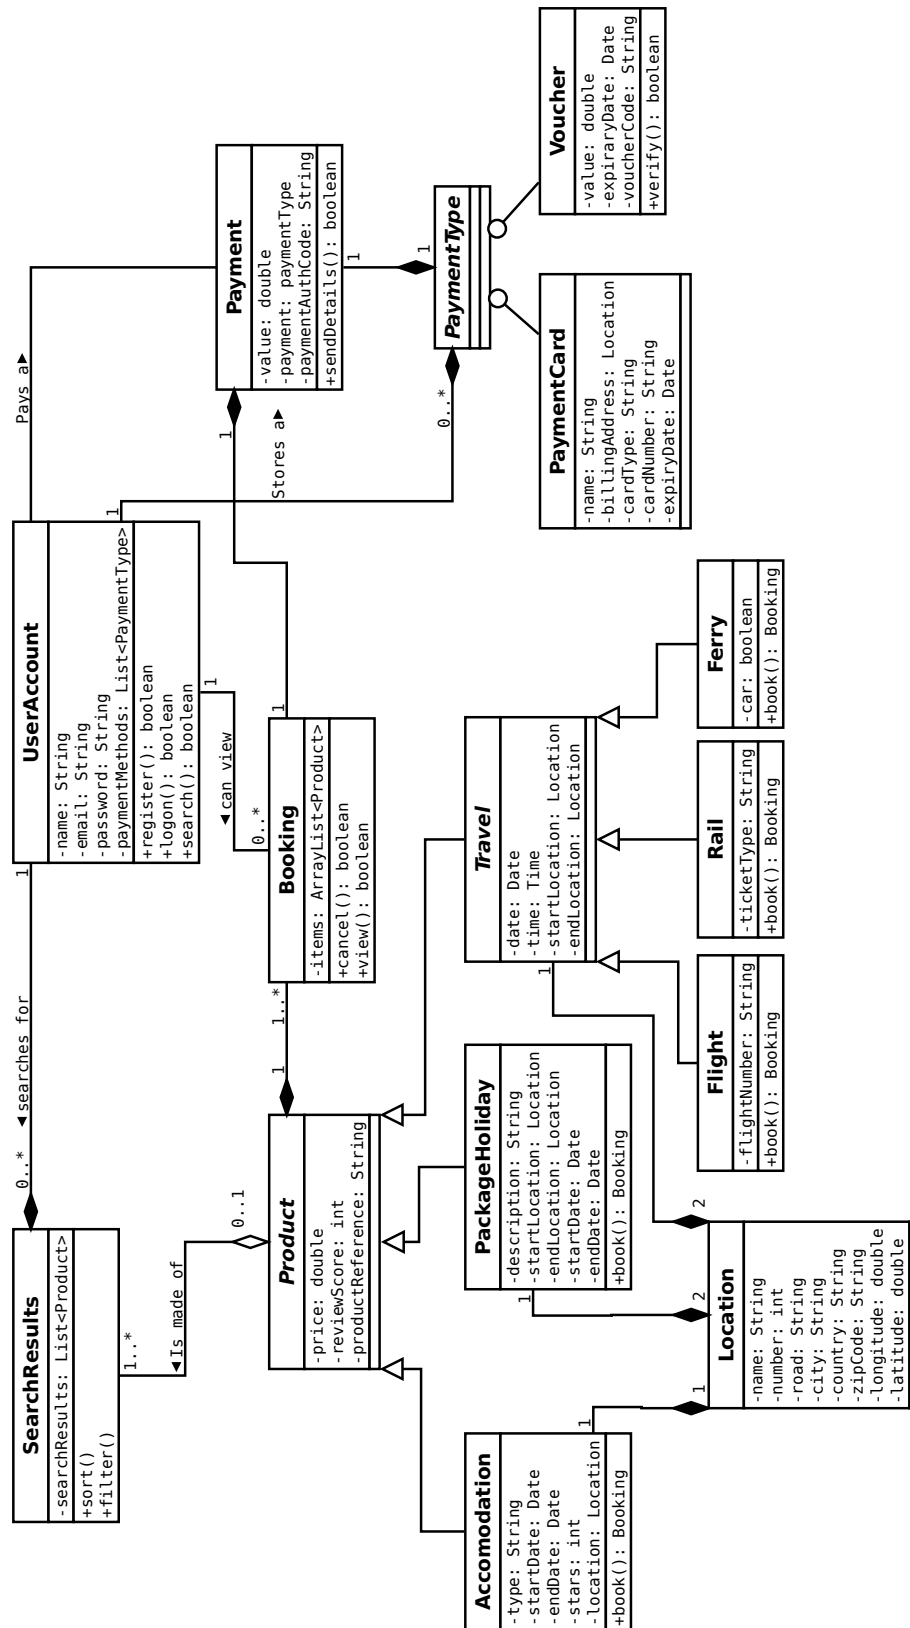 SearchResults
-searchResults: List<Product>
+sort()
+filter()
0..*
◀searches for
1
UserAccount
-name: String
-email: String
-password: String
-paymentMethods: List<PaymentType>
+register(): boolean
+logon(): boolean
+search(): boolean
Pays a▶
1
Stores a▶
0..*
1
◀can view
0..*
1..*
◀Is made of
0..1
Product
-price: double
-reviewScore: int
-productReference: String
1
1..*
Booking
-items: ArrayList<Product>
+cancel(): boolean
+view(): boolean
1
1
Payment
-value: double
-payment: paymentType
-paymentAuthCode: String
+sendDetails(): boolean
1
1
PaymentType
Accomodation
-type: String
-startDate: Date
-endDate: Date
-stars: int
-location: Location
+book(): Booking
1
PackageHoliday
-description: String
-startLocation: Location
-endLocation: Location
-startDate: Date
-endDate: Date
+book(): Booking
1
Travel
-date: Date
-time: Time
-startLocation: Location
-endLocation: Location
1
PaymentCard
-name: String
-billingAddress: Location
-cardType: String
-cardNumber: String
-expiryDate: Date
Voucher
-value: double
-expiraryDate: Date
-voucherCode: String
+verify(): boolean
1
2
2
Location
-name: String
-number: int
-road: String
-city: String
-country: String
-zipCode: String
-longitude: double
-latitude: double
Flight
-flightNumber: String
+book(): Booking
Rail
-ticketType: String
+book(): Booking
Ferry
-car: boolean
+book(): Booking